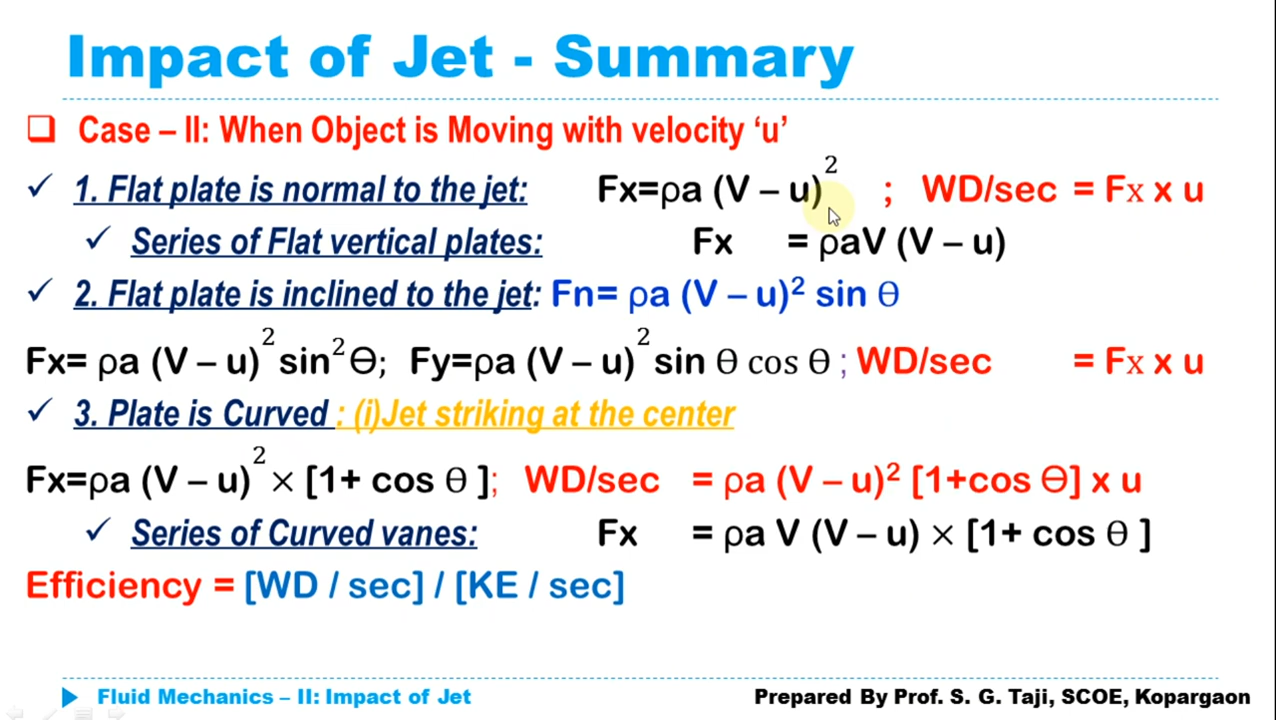 Impact of Jet - Summary
❑ Case – II: When Object is Moving with velocity ‘u’
✓ 1. Flat plate is normal to the jet: Fx=ρa (V – u)² ; WD/sec = Fx x u
✓ Series of Flat vertical plates: Fx = ρaV (V – u)
✓ 2. Flat plate is inclined to the jet: Fn= ρa (V – u)² sin Θ
Fx= ρa (V – u)² sin² Θ; Fy=ρa (V – u)² sin Θ cos Θ ; WD/sec = Fx x u
✓ 3. Plate is Curved : (i)Jet striking at the center
Fx=ρa (V – u)² × [1+ cos Θ ]; WD/sec = ρa (V – u)² [1+cos Θ] x u
✓ Series of Curved vanes: Fx = ρa V (V – u) × [1+ cos Θ ]
Efficiency = [WD / sec] / [KE / sec]
Fluid Mechanics – II: Impact of Jet Prepared By Prof. S. G. Taji, SCOE, Kopargaon